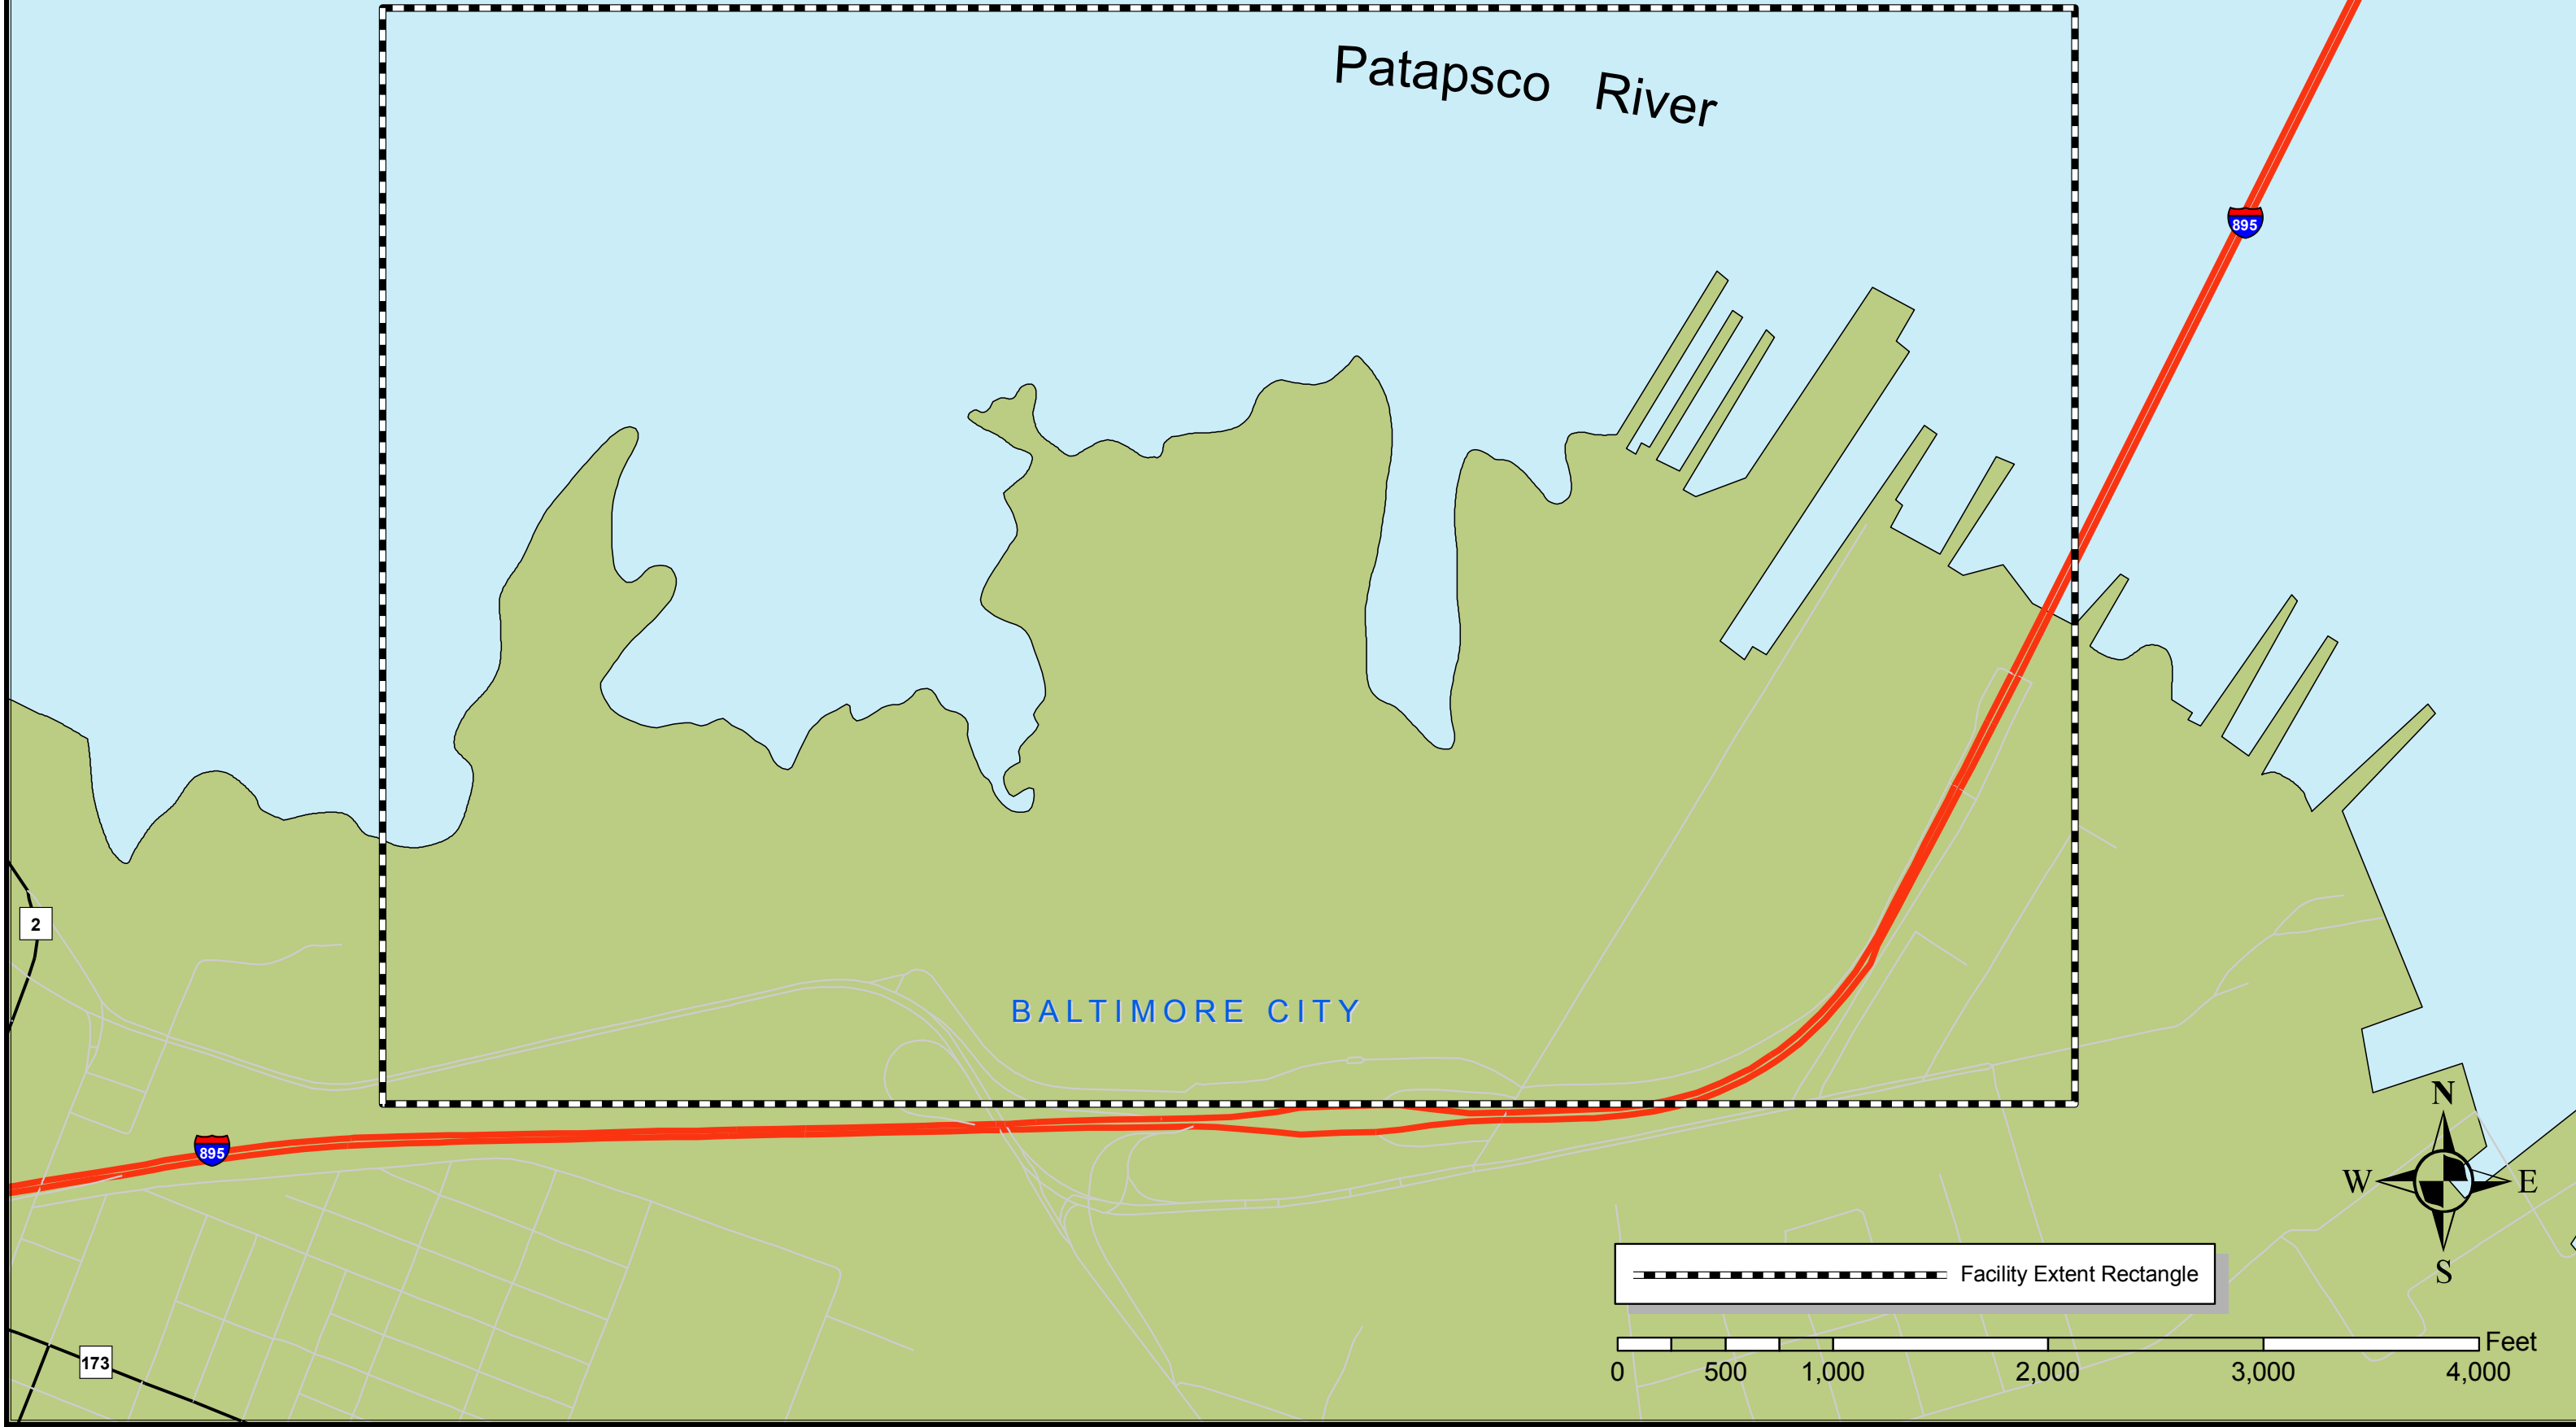 Patapsco River
895
2
BALTIMORE CITY
895
N
W
E
S
Facility Extent Rectangle
173
Feet
0 500 1,000 2,000 3,000 4,000